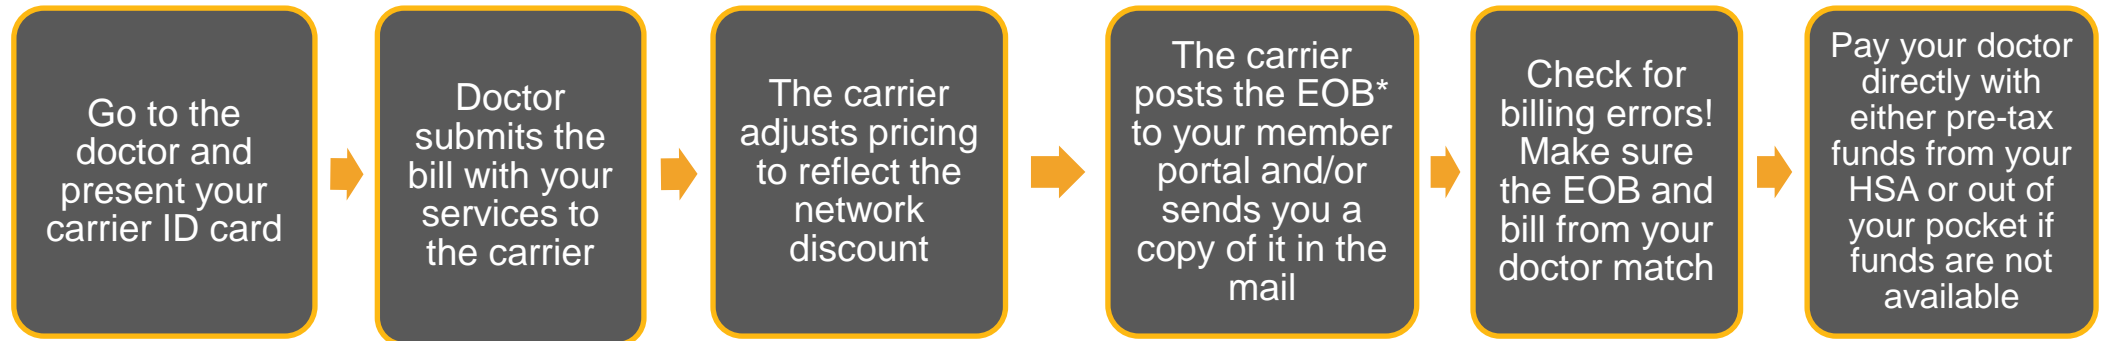 Go to the
doctor and
present your
carrier ID card
Doctor
submits the
bill with your
services to
the carrier
The carrier
adjusts pricing
to reflect the
network
discount
The carrier
posts the EOB*
to your member
portal and/or
sends you a
copy of it in the
mail
Check for
billing errors!
Make sure
the EOB and
bill from your
doctor match
Pay your doctor
directly with
either pre-tax
funds from your
HSA or out of
your pocket if
funds are not
available